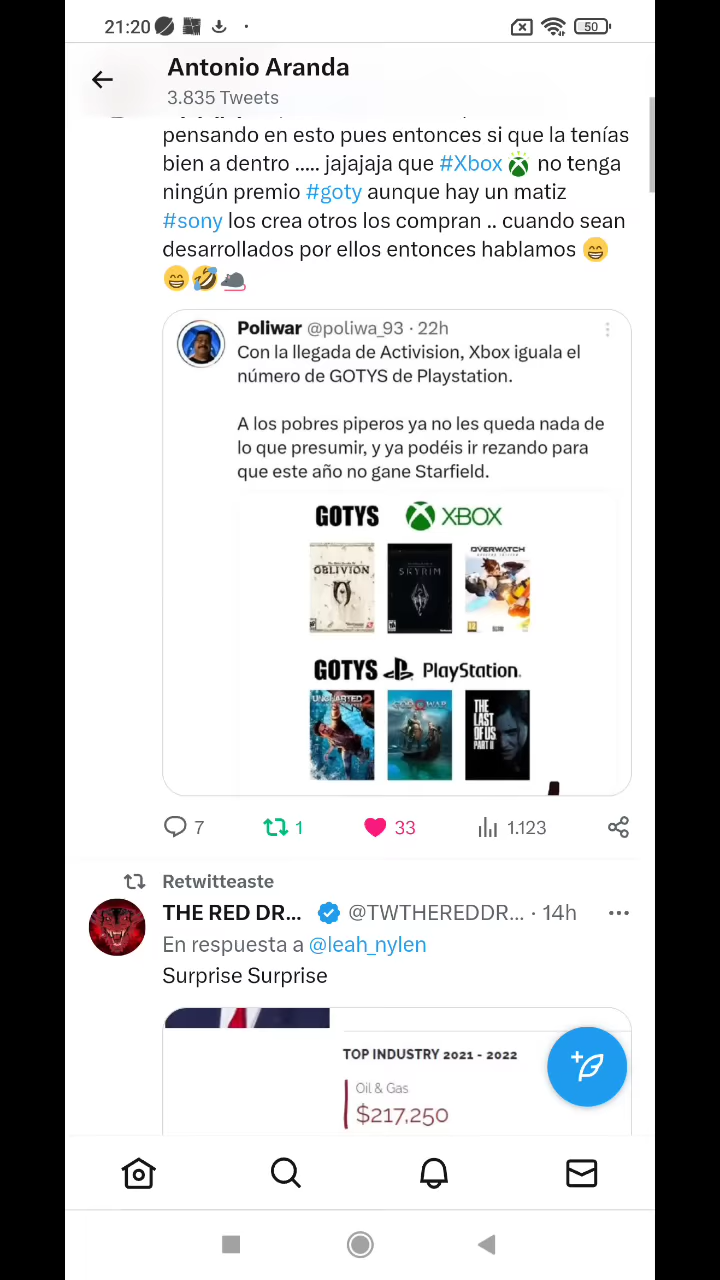 21:20
50
Antonio Aranda
3.835 Tweets
pensando en esto pues entonces si que la tenías
bien a dentro ..... jajajaja que #Xbox no tenga
ningún premio #goty aunque hay un matiz
#sony los crea otros los compran .. cuando sean
desarrollados por ellos entonces hablamos 😁
😁🤣🐀
Poliwar @poliwa_93 · 22h
Con la llegada de Activision, Xbox iguala el
número de GOTYS de Playstation.
A los pobres piperos ya no les queda nada de
lo que presumir, y ya podéis ir rezando para
que este año no gane Starfield.
GOTYS XBOX
OBLIVION
SKYRIM
OVERWATCH
GOTYS PlayStation
UNCHARTED 2
GOD OF WAR
THE
LAST
OF US
PART II
7
1
33
1.123
Retwitteaste
THE RED DR... @TWTHEREDDR... · 14h
En respuesta a @leah_nylen
Surprise Surprise
TOP INDUSTRY 2021 - 2022
Oil & Gas
$217,250